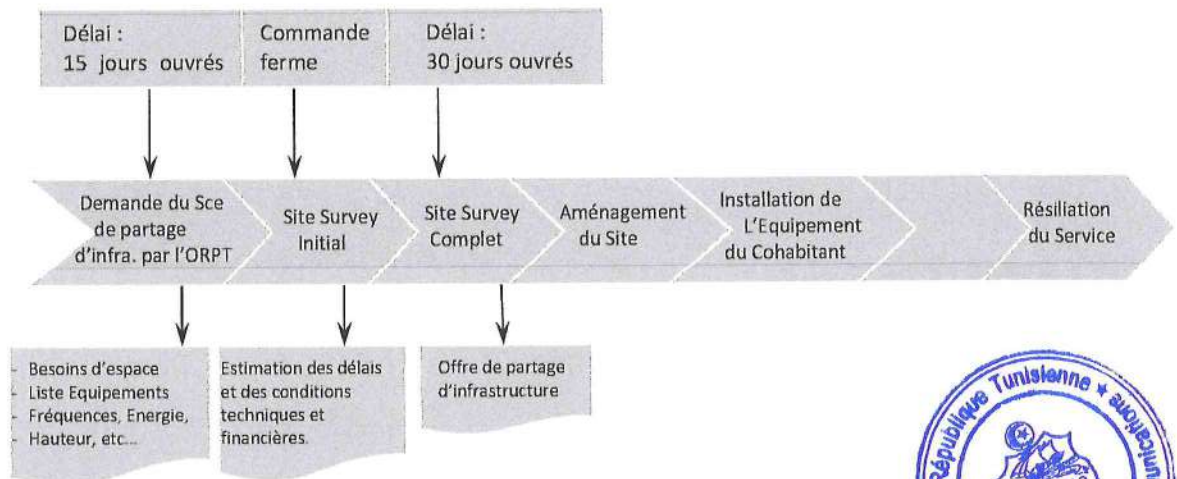 Délai :
15 jours ouvrés
Commande
ferme
Délai :
30 jours ouvrés
Demande du Sce
de partage
d'infra. par l'ORPT
Site Survey
Initial
Site Survey
Complet
Aménagement
du Site
Installation de
L'Equipement
du Cohabitant
Résiliation
du Service
- Besoins d'espace
- Liste Equipements
- Fréquences, Energie,
- Hauteur, etc...
Estimation des délais
et des conditions
techniques et
financières.
Offre de partage
d'infrastructure
République Tunisienne ★